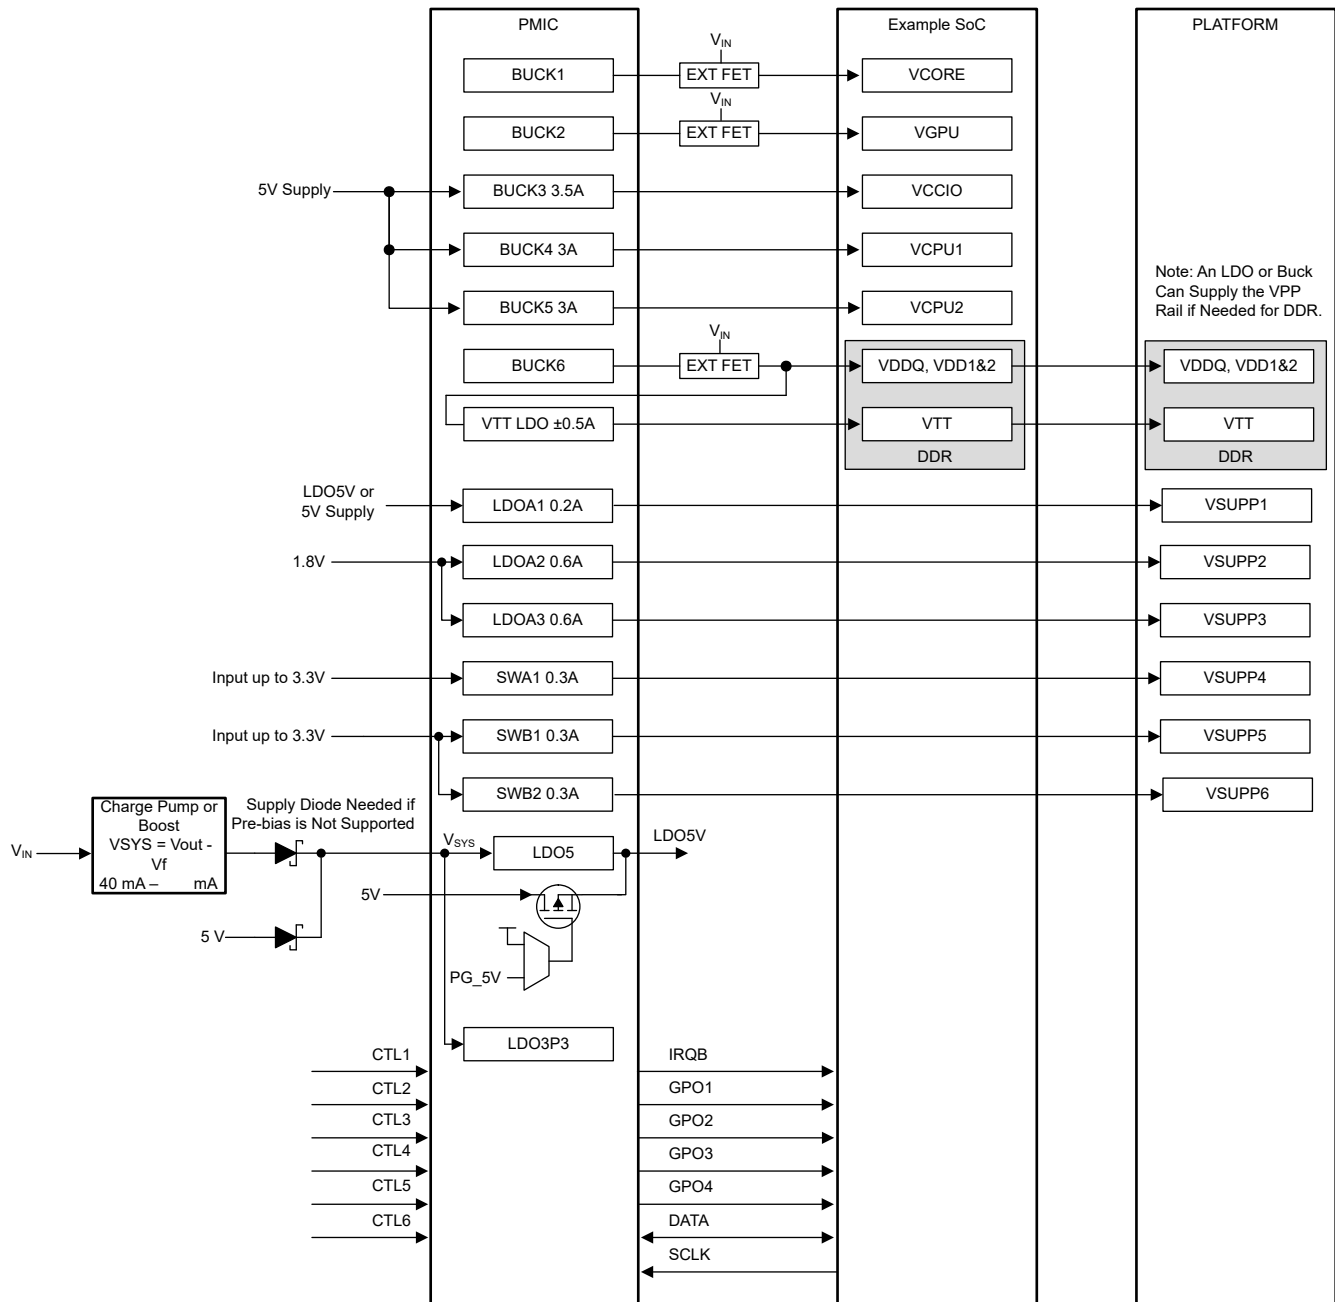 PMIC
Example SoC
PLATFORM
VIN
BUCK1
EXT FET
VCORE
VIN
BUCK2
EXT FET
VGPU
5V Supply
BUCK3 3.5A
VCCIO
BUCK4 3A
VCPU1
Note: An LDO or Buck
Can Supply the VPP
Rail if Needed for DDR.
BUCK5 3A
VCPU2
VIN
BUCK6
EXT FET
VDDQ, VDD1&2
VDDQ, VDD1&2
VTT LDO ±0.5A
VTT
VTT
DDR
DDR
LDO5V or
5V Supply
LDOA1 0.2A
VSUPP1
1.8V
LDOA2 0.6A
VSUPP2
LDOA3 0.6A
VSUPP3
Input up to 3.3V
SWA1 0.3A
VSUPP4
Input up to 3.3V
SWB1 0.3A
VSUPP5
SWB2 0.3A
VSUPP6
Charge Pump or
Boost
VSYS = Vout -
Vf
40 mA – mA
Supply Diode Needed if
Pre-bias is Not Supported
VIN
VSYS
LDO5
LDO5V
5V
5 V
PG_5V
LDO3P3
CTL1
IRQB
CTL2
GPO1
CTL3
GPO2
CTL4
GPO3
CTL5
GPO4
CTL6
DATA
SCLK